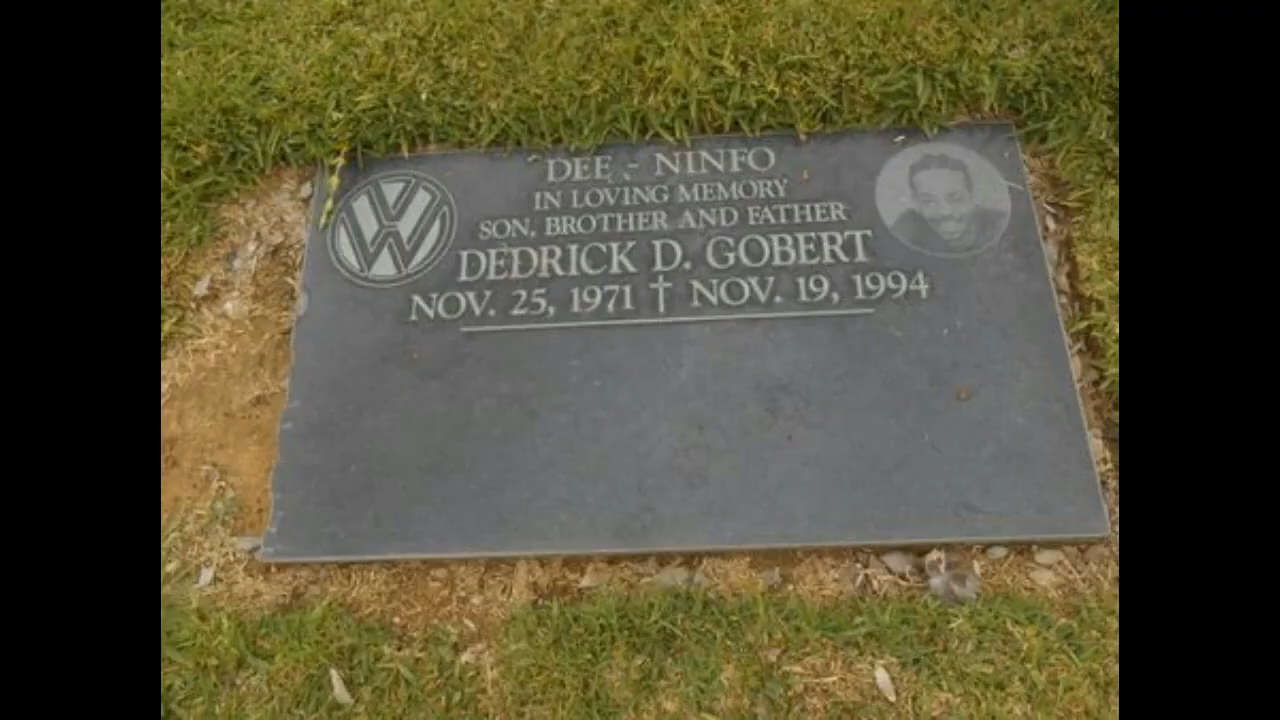 DEE - NINFO
IN LOVING MEMORY
SON, BROTHER AND FATHER
DEDRICK D. GOBERT
NOV. 25, 1971 † NOV. 19, 1994